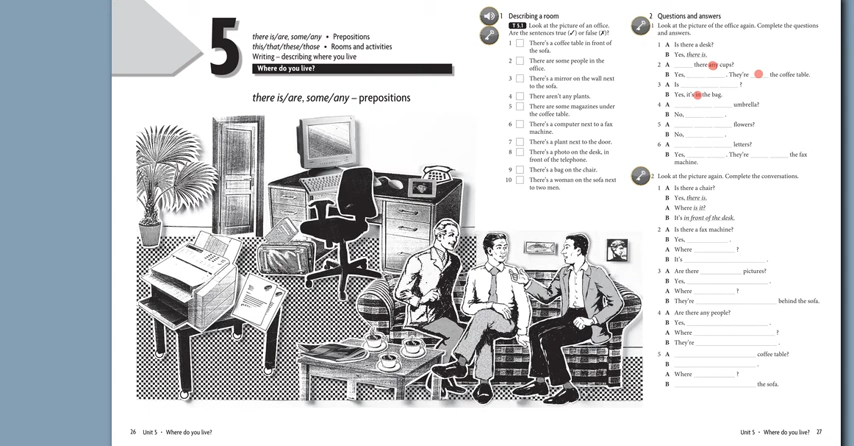 5
there is/are, some/any • Prepositions
this/that/these/those • Rooms and activities
Writing – describing where you live
Where do you live?
there is/are, some/any – prepositions
1 Describing a room
T 5.1 Look at the picture of an office.
Are the sentences true (✓) or false (✗)?
1 There's a coffee table in front of
the sofa.
2 There are some people in the
office.
3 There's a mirror on the wall next
to the sofa.
4 There aren't any plants.
5 There are some magazines under
the coffee table.
6 There's a computer next to a fax
machine.
7 There's a plant next to the door.
8 There's a photo on the desk, in
front of the telephone.
9 There's a bag on the chair.
10 There's a woman on the sofa next
to two men.
26 Unit 5 • Where do you live?
2 Questions and answers
1 Look at the picture of the office again. Complete the questions
and answers.
1 A Is there a desk?
B Yes, there is.
2 A ______ there any cups?
B Yes, ______ . They're ______ the coffee table.
3 A Is ______ ?
B Yes, it's in the bag.
4 A ______ umbrella?
B No, ______ .
5 A ______ flowers?
B No, ______ .
6 A ______ letters?
B Yes, ______ . They're ______ the fax
machine.
2 Look at the picture again. Complete the conversations.
1 A Is there a chair?
B Yes, there is.
A Where is it?
B It's in front of the desk.
2 A Is there a fax machine?
B Yes, ______ .
A Where ______ ?
B It's ______ .
3 A Are there ______ pictures?
B Yes, ______ .
A Where ______ ?
B They're ______ behind the sofa.
4 A Are there any people?
B Yes, ______ .
A Where ______ ?
B They're ______ .
5 A ______ coffee table?
B ______ .
A Where ______ ?
B ______ the sofa.
Unit 5 • Where do you live? 27